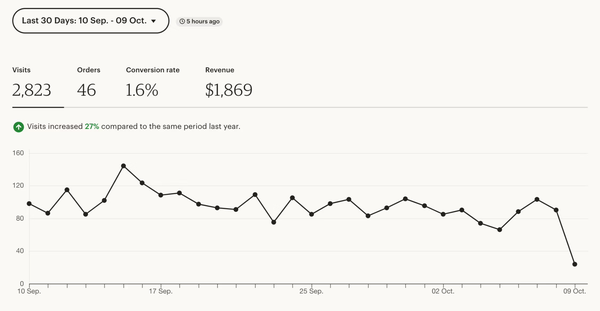 Last 30 Days: 10 Sep. - 09 Oct.
5 hours ago
Visits
Orders
Conversion rate
Revenue
2,823
46
1.6%
$1,869
Visits increased 27% compared to the same period last year.
160
120
80
40
0
10 Sep.
17 Sep.
25 Sep.
02 Oct.
09 Oct.